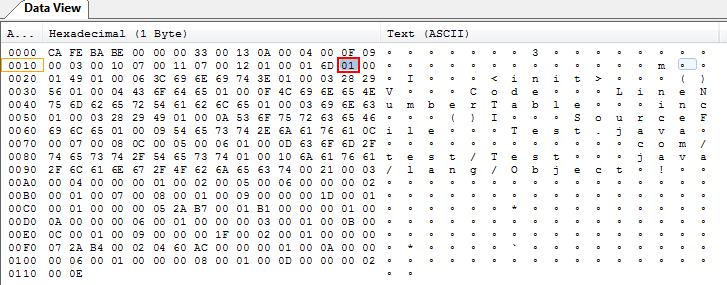 Data View
A... Hexadecimal (1 Byte) Text (ASCII)
0000 CA FE BA BE 00 00 00 33 00 13 0A 00 04 00 0F 09 ∘ ∘ ∘ ∘ ∘ ∘ ∘ 3 ∘ ∘ ∘ ∘ ∘ ∘ ∘ ∘
0010 00 03 00 10 07 00 11 07 00 12 01 00 01 6D 01 00 ∘ ∘ ∘ ∘ ∘ ∘ ∘ ∘ ∘ ∘ ∘ ∘ ∘ m ∘ ∘
0020 01 49 01 00 06 3C 69 6E 69 74 3E 01 00 03 28 29 ∘ I ∘ ∘ ∘ < i n i t > ∘ ∘ ∘ ( )
0030 56 01 00 04 43 6F 64 65 01 00 0F 4C 69 6E 65 4E V ∘ ∘ ∘ C o d e ∘ ∘ ∘ L i n e N
0040 75 6D 62 65 72 54 61 62 6C 65 01 00 03 69 6E 63 u m b e r T a b l e ∘ ∘ ∘ i n c
0050 01 00 03 28 29 49 01 00 0A 53 6F 75 72 63 65 46 ∘ ∘ ∘ ( ) I ∘ ∘ ∘ S o u r c e F
0060 69 6C 65 01 00 09 54 65 73 74 2E 6A 61 76 61 0C i l e ∘ ∘ ∘ T e s t . j a v a ∘
0070 00 07 00 08 0C 00 05 00 06 01 00 0D 63 6F 6D 2F ∘ ∘ ∘ ∘ ∘ ∘ ∘ ∘ ∘ ∘ ∘ ∘ c o m /
0080 74 65 73 74 2F 54 65 73 74 01 00 10 6A 61 76 61 t e s t / T e s t ∘ ∘ ∘ j a v a
0090 2F 6C 61 6E 67 2F 4F 62 6A 65 63 74 00 21 00 03 / l a n g / O b j e c t ∘ ! ∘ ∘
00A0 00 04 00 00 00 01 00 02 00 05 00 06 00 00 00 02 ∘ ∘ ∘ ∘ ∘ ∘ ∘ ∘ ∘ ∘ ∘ ∘ ∘ ∘ ∘ ∘
00B0 00 01 00 07 00 08 00 01 00 09 00 00 00 1D 00 01 ∘ ∘ ∘ ∘ ∘ ∘ ∘ ∘ ∘ ∘ ∘ ∘ ∘ ∘ ∘ ∘
00C0 00 01 00 00 00 05 2A B7 00 01 B1 00 00 00 01 00 ∘ ∘ ∘ ∘ ∘ ∘ * ∘ ∘ ∘ ∘ ∘ ∘ ∘ ∘ ∘
00D0 0A 00 00 00 06 00 01 00 00 00 03 00 01 00 0B 00 ∘ ∘ ∘ ∘ ∘ ∘ ∘ ∘ ∘ ∘ ∘ ∘ ∘ ∘ ∘ ∘
00E0 0C 00 01 00 09 00 00 00 1F 00 02 00 01 00 00 00 ∘ ∘ ∘ ∘ ∘ ∘ ∘ ∘ ∘ ∘ ∘ ∘ ∘ ∘ ∘ ∘
00F0 07 2A B4 00 02 04 60 AC 00 00 00 01 00 0A 00 00 ∘ * ∘ ∘ ∘ ∘ ` ∘ ∘ ∘ ∘ ∘ ∘ ∘ ∘ ∘
0100 00 06 00 01 00 00 00 08 00 01 00 0D 00 00 00 02 ∘ ∘ ∘ ∘ ∘ ∘ ∘ ∘ ∘ ∘ ∘ ∘ ∘ ∘ ∘ ∘
0110 00 0E ∘ ∘